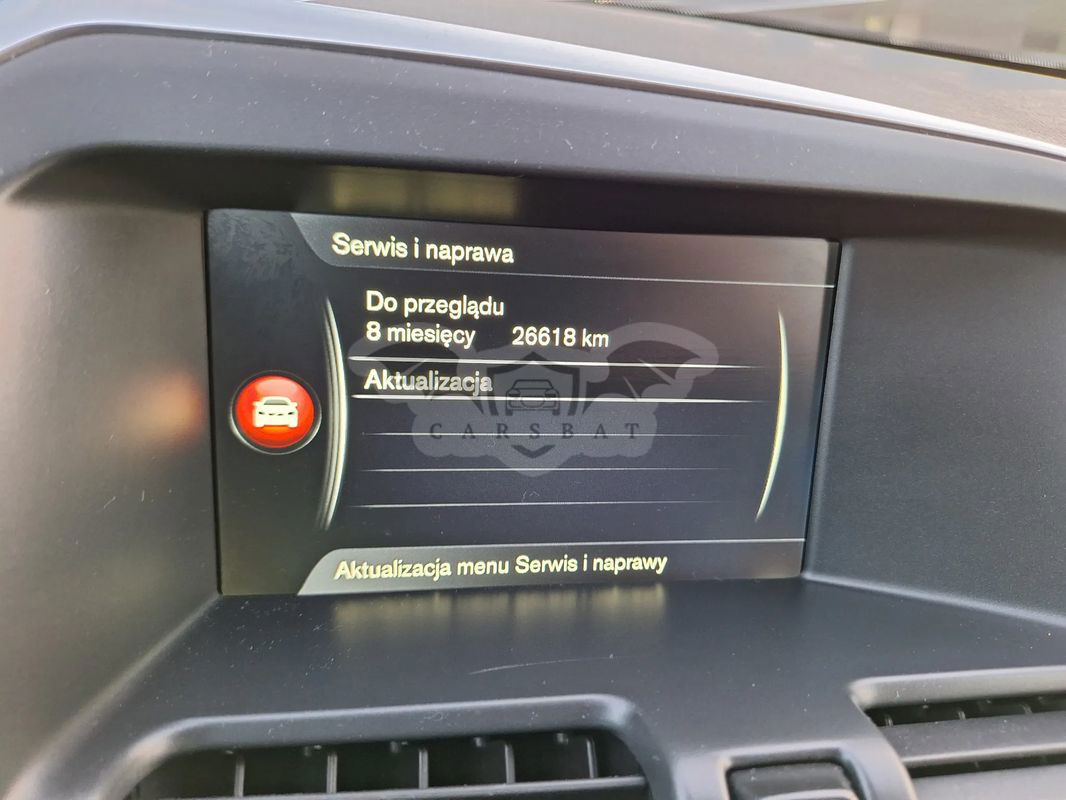 Serwis i naprawa
Do przeglądu
8 miesięcy 26618 km
Aktualizacja
CARSBAT
Aktualizacja menu Serwis i naprawy